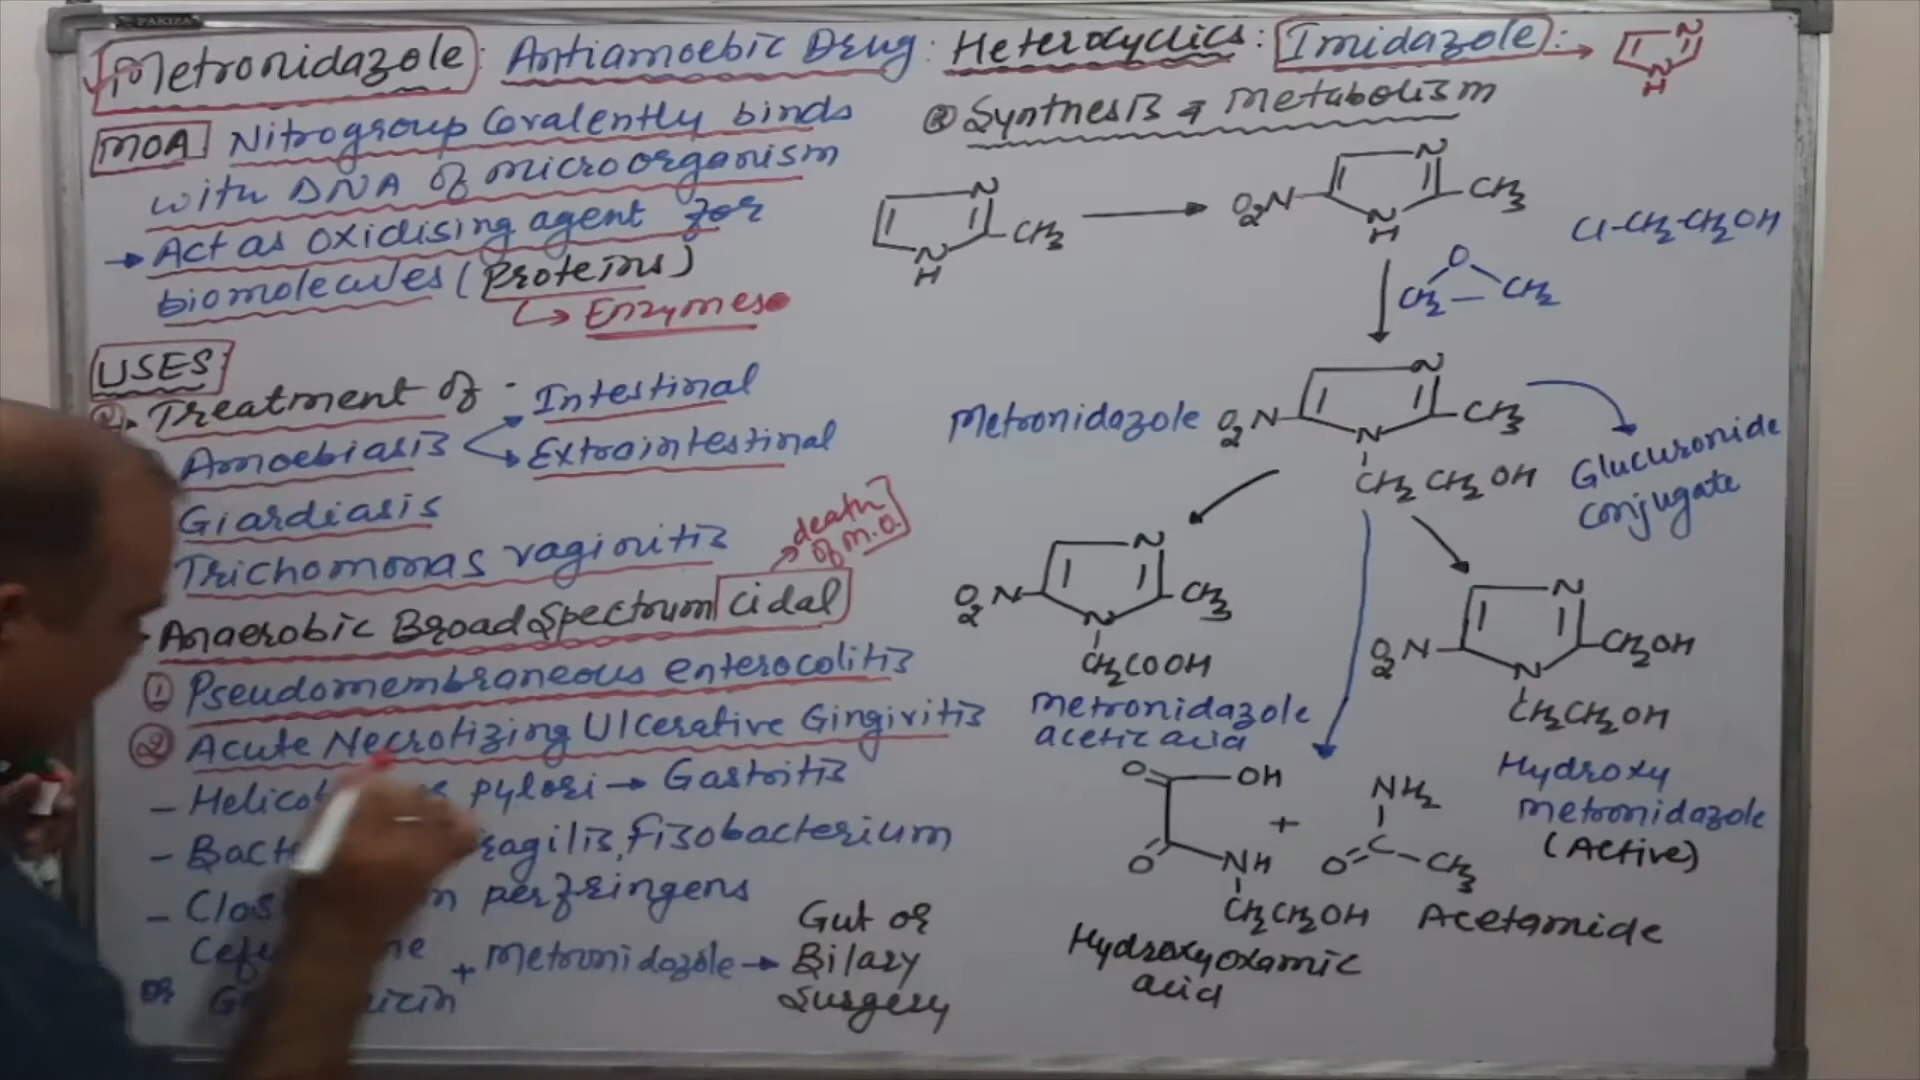 PAKIZA
Metronidazole: Antiamoebic Drug: Heterocyclics: Imidazole: →
N
N
H
MOA Nitrogroup Covalently binds
with DNA of microorganism
→ Act as oxidising agent for
biomolecules (Proteins)
↳ Enzymes
USES
Treatment of
Amoebiasis
Intestinal
Extraintestinal
Giardiasis
Trichomonas vaginitis
Anaerobic Broad Spectrum Cidal
death
of M.O.
① Pseudomembraneous enterocolitis
② Acute Necrotizing Ulcerative Gingivitis
- pylori → Gastritis
- fragilis, Fisobacterium
- perfringens
+ Metronidazole →
or
Gut or
Bilary
Surgery
Synthesis & Metabolism
N
CH3
N
H
→
O2N
N
CH3
N
H
Cl-CH2-CH2OH
O
CH2 — CH2
Metronidazole
O2N
N
CH3
N
CH2CH2OH
Glucuronide
conjugate
O2N
N
CH3
N
CH2COOH
Metronidazole
acetic acid
O2N
N
CH2OH
N
CH2CH2OH
Hydroxy
metronidazole
(Active)
O
OH
O
NH
CH2CH2OH
Hydroxyoxamic
acid
+
NH2
O=C-CH3
Acetamide